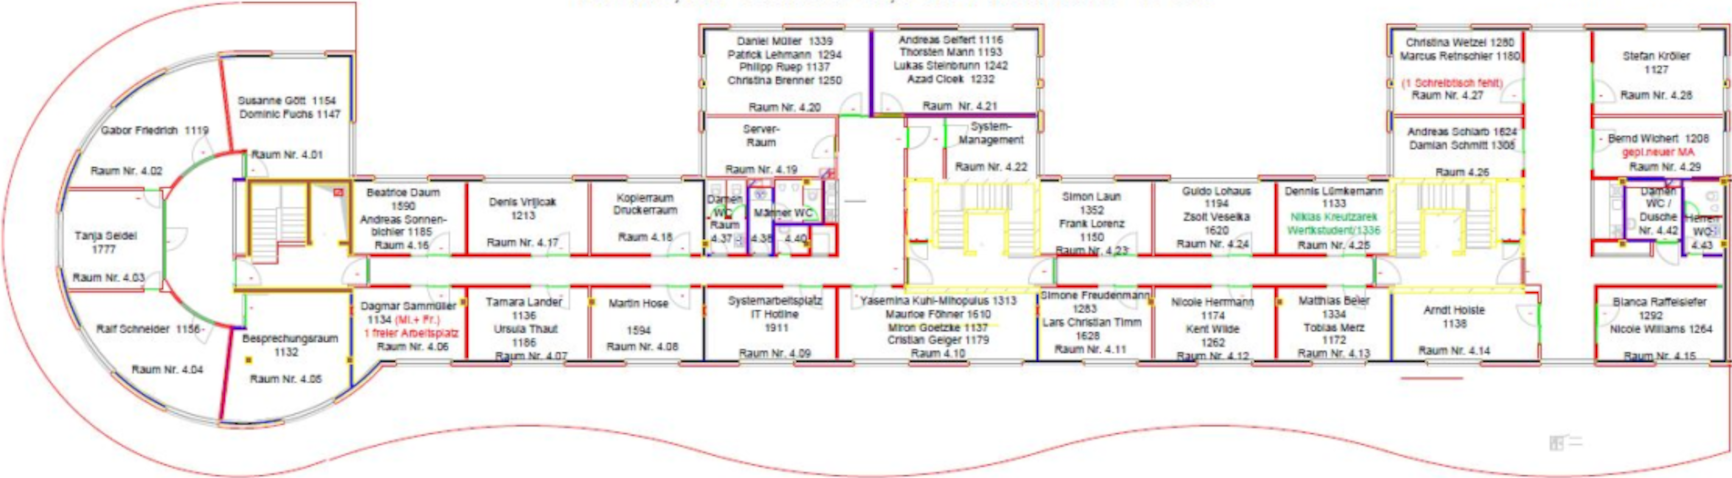 Daniel Müller 1339
Patrick Lehmann 1294
Philipp Ruep 1137
Christina Brenner 1250
Raum Nr. 4.20
Andreas Seifert 1116
Thorsten Mann 1193
Lukas Steinbrunn 1242
Azad Cicek 1232
Raum Nr. 4.21
Christina Wetzel 1280
Marcus Retnschler 1180
(1 Schreibtisch fehlt)
Raum Nr. 4.27
Stefan Kröller
1127
Raum Nr. 4.28
Susanne Gött 1154
Dominic Fuchs 1147
Raum Nr. 4.01
Gabor Friedrich 1119
Raum Nr. 4.02
Server-
Raum
Raum Nr. 4.19
System-
Management
Raum Nr. 4.22
Andreas Schlarb 1624
Damian Schmitt 1308
Raum 4.26
Bernd Wichert 1208
gepl.neuer MA
Raum Nr. 4.29
Tanja Seidel
1777
Raum Nr. 4.03
Beatrice Daum
1590
Andreas Sonnen-
bichler 1185
Raum Nr. 4.16
Denis Vrljicak
1213
Raum Nr. 4.17
Kopierraum
Druckerraum
Raum Nr. 4.18
Damen
WC
Raum
4.37
Männer WC
4.38
4.40
Simon Laun
1352
Frank Lorenz
1150
Raum Nr. 4.23
Guido Lohaus
1194
Zsolt Veselka
1620
Raum Nr. 4.24
Dennis Lümkemann
1133
Niklas Kreutzarek
Wertkstudent/1336
Raum Nr. 4.25
Damen
WC /
Dusche
Nr. 4.42
Herren
WC
4.43
Ralf Schneider 1156-
Raum Nr. 4.04
Besprechungsraum
1132
Raum Nr. 4.05
Dagmar Sammüller
1134 (Mi.+ Fr.)
1 freier Arbeitsplatz
Raum Nr. 4.06
Tamara Lander
1136
Ursula Thaut
1186
Raum Nr. 4.07
Martin Hose
1594
Raum Nr. 4.08
Systemarbeitsplatz
IT Hotline
1911
Raum Nr. 4.09
Yasemina Kuhl-Mihopulus 1313
Maurice Föhner 1610
Miron Goetzke 1137
Cristian Geiger 1179
Raum 4.10
Simone Freudenmann
1283
Lars Christian Timm
1628
Raum Nr. 4.11
Nicole Herrmann
1174
Kent Wilde
1262
Raum Nr. 4.12
Matthias Beier
1334
Tobias Merz
1172
Raum Nr. 4.13
Arndt Holste
1138
Raum Nr. 4.14
Bianca Raffelsiefer
1292
Nicole Williams 1264
Raum Nr. 4.15